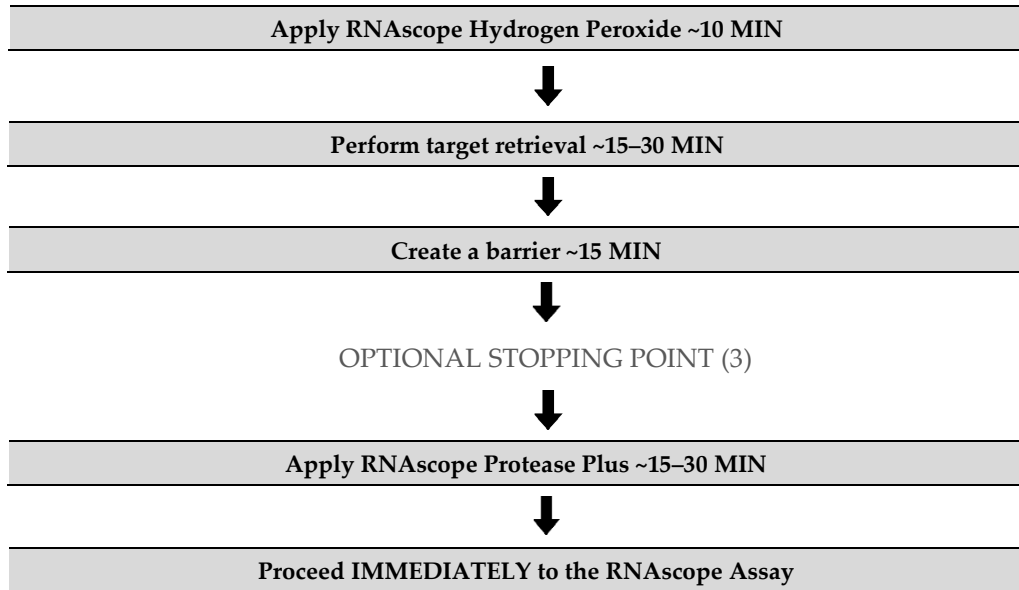 Apply RNAscope Hydrogen Peroxide ~10 MIN
Perform target retrieval ~15–30 MIN
Create a barrier ~15 MIN
OPTIONAL STOPPING POINT (3)
Apply RNAscope Protease Plus ~15–30 MIN
Proceed IMMEDIATELY to the RNAscope Assay